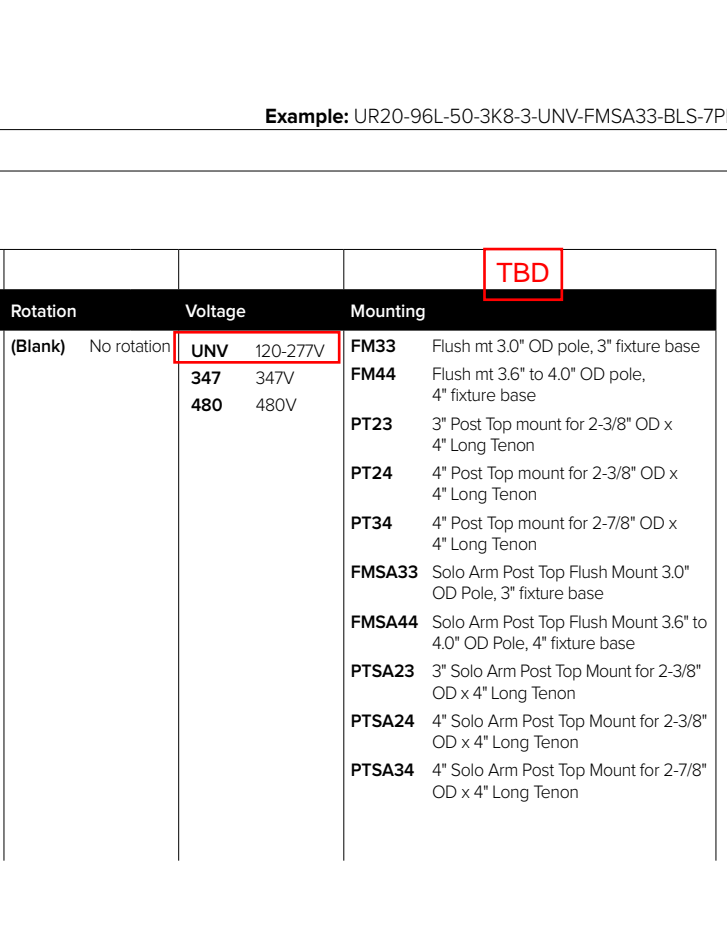 Example: UR20-96L-50-3K8-3-UNV-FMSA33-BLS-7P
TBD
Rotation Voltage Mounting
(Blank) No rotation
UNV 120-277V
347 347V
480 480V
FM33 Flush mt 3.0" OD pole, 3" fixture base
FM44 Flush mt 3.6" to 4.0" OD pole,
4" fixture base
PT23 3" Post Top mount for 2-3/8" OD x
4" Long Tenon
PT24 4" Post Top mount for 2-3/8" OD x
4" Long Tenon
PT34 4" Post Top mount for 2-7/8" OD x
4" Long Tenon
FMSA33 Solo Arm Post Top Flush Mount 3.0"
OD Pole, 3" fixture base
FMSA44 Solo Arm Post Top Flush Mount 3.6" to
4.0" OD Pole, 4" fixture base
PTSA23 3" Solo Arm Post Top Mount for 2-3/8"
OD x 4" Long Tenon
PTSA24 4" Solo Arm Post Top Mount for 2-3/8"
OD x 4" Long Tenon
PTSA34 4" Solo Arm Post Top Mount for 2-7/8"
OD x 4" Long Tenon